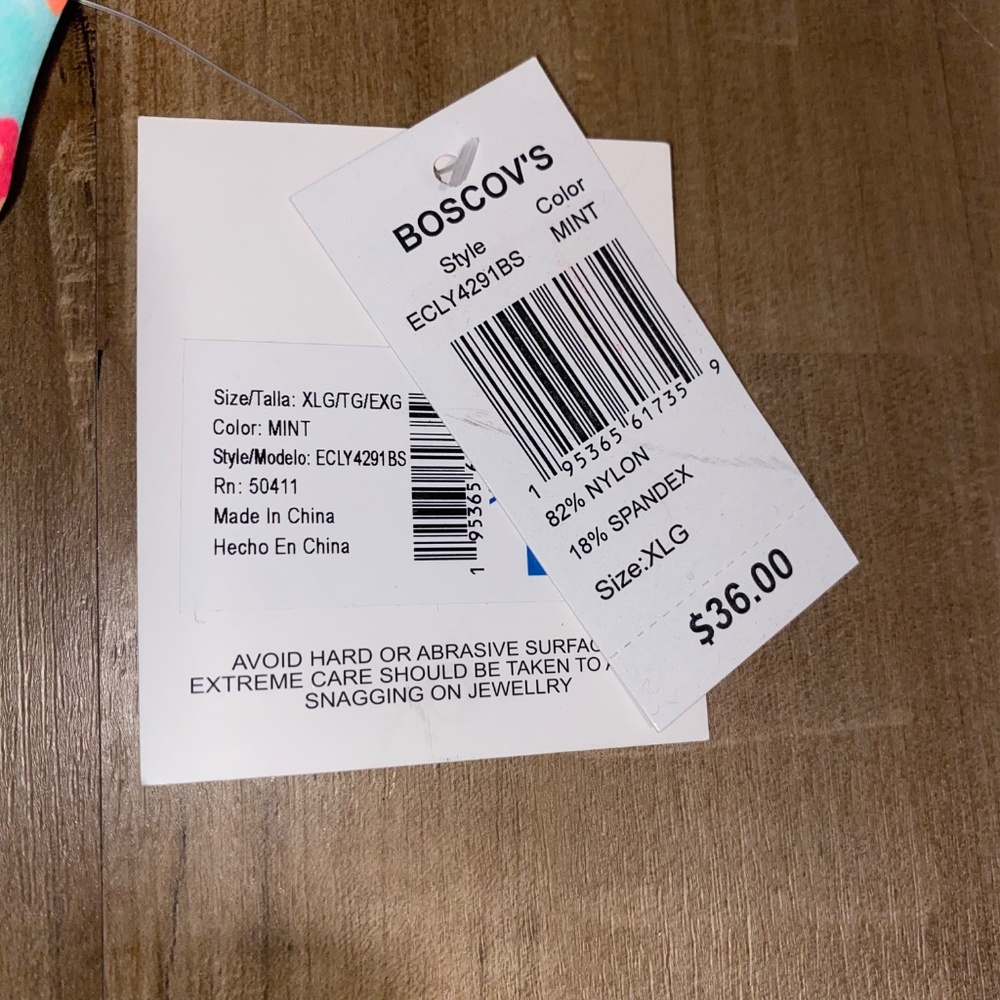 BOSCOV'S
Style Color
ECLY4291BS MINT
1 95365 61735 9
82% NYLON
18% SPANDEX
Size:XLG
$36.00
Size/Talla: XLG/TG/EXG
Color: MINT
Style/Modelo: ECLY4291BS
Rn: 50411
Made In China
Hecho En China
1 95365
AVOID HARD OR ABRASIVE
EXTREME CARE SHOULD BE TAKEN TO
SNAGGING ON JEWELLRY